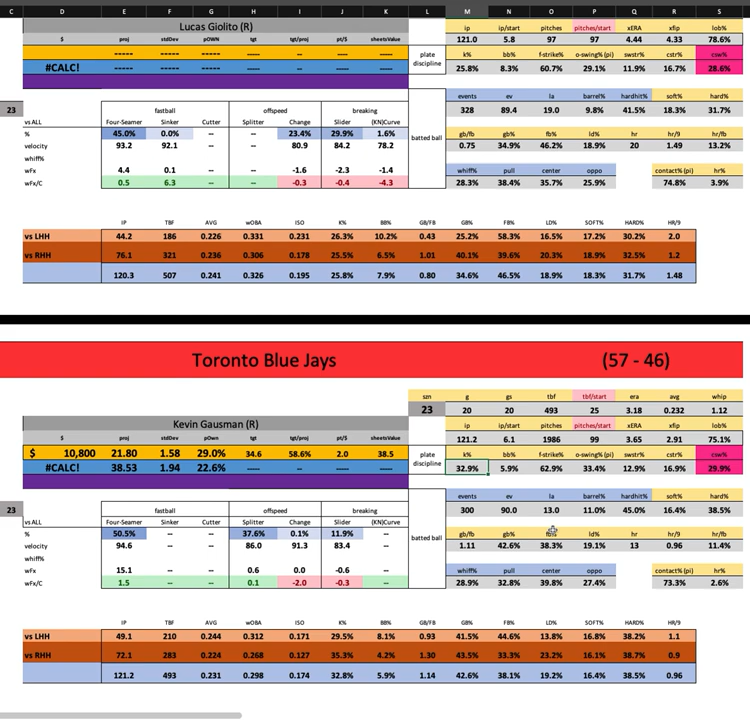 C D E F G H I J K L M N O P Q R S
Lucas Giolito (R) ip ip/start pitches pitches/start xERA xfip lob%
$ proj stdDev pOWN tgt tgt/proj pt/$ sheetsValue 121.0 5.8 97 97 4.44 4.33 78.6%
----- ----- ----- ---- -- ---- ---- plate discipline k% bb% f-strike% o-swing% (pi) swstr% cstr% csw%
#CALC! ----- ----- ----- ---- -- ---- ---- 25.8% 8.3% 60.7% 29.1% 11.9% 16.7% 28.6%
events ev la barrel% hardhit% soft% hard%
23 fastball offspeed breaking 328 89.4 19.0 9.8% 41.5% 18.3% 31.7%
vs ALL Four-Seamer Sinker Cutter Splitter Change Slider (KN)Curve
% 45.0% 0.0% -- -- 23.4% 29.9% 1.6% batted ball gb/fb gb% fb% ld% hr hr/9 hr/fb
velocity 93.2 92.1 -- -- 80.9 84.2 78.2 0.75 34.9% 46.2% 18.9% 20 1.49 13.2%
whiff%
wFx 4.4 0.1 -- -- -1.6 -2.3 -1.4 whiff% pull center oppo contact% (pi) hr%
wFx/C 0.5 6.3 -- -- -0.3 -0.4 -4.3 28.3% 38.4% 35.7% 25.9% 74.8% 3.9%
IP TBF AVG wOBA ISO K% BB% GB/FB GB% FB% LD% SOFT% HARD% HR/9
vs LHH 44.2 186 0.226 0.331 0.231 26.3% 10.2% 0.43 25.2% 58.3% 16.5% 17.2% 30.2% 2.0
vs RHH 76.1 321 0.236 0.306 0.178 25.5% 6.5% 1.01 40.1% 39.6% 20.3% 18.9% 32.5% 1.2
120.3 507 0.241 0.326 0.195 25.8% 7.9% 0.80 34.6% 46.5% 18.9% 18.3% 31.7% 1.48
Toronto Blue Jays (57 - 46)
szn g gs tbf tbf/start era avg whip
23 20 20 493 25 3.18 0.232 1.12
Kevin Gausman (R) ip ip/start pitches pitches/start xERA xfip lob%
$ proj stdDev pOwn tgt tgt/proj pt/$ sheetsValue 121.2 6.1 1986 99 3.65 2.91 75.1%
$ 10,800 21.80 1.58 29.0% 34.6 58.6% 2.0 38.5 plate discipline k% bb% f-strike% o-swing% (pi) swstr% cstr% csw%
#CALC! 38.53 1.94 22.6% ---- -- ---- ---- 32.9% 5.9% 62.9% 33.4% 12.9% 16.9% 29.9%
events ev la barrel% hardhit% soft% hard%
23 fastball offspeed breaking 300 90.0 13.0 11.0% 45.0% 16.4% 38.5%
vs ALL Four-Seamer Sinker Cutter Splitter Change Slider (KN)Curve
% 50.5% -- -- 37.6% 0.1% 11.9% -- batted ball gb/fb gb% fb% ld% hr hr/9 hr/fb
velocity 94.6 -- -- 86.0 91.3 83.4 -- 1.11 42.6% 38.3% 19.1% 13 0.96 11.4%
whiff%
wFx 15.1 -- -- 0.6 0.0 -0.6 -- whiff% pull center oppo contact% (pi) hr%
wFx/C 1.5 -- -- 0.1 -2.0 -0.3 -- 28.9% 32.8% 39.8% 27.4% 73.3% 2.6%
IP TBF AVG wOBA ISO K% BB% GB/FB GB% FB% LD% SOFT% HARD% HR/9
vs LHH 49.1 210 0.244 0.312 0.171 29.5% 8.1% 0.93 41.5% 44.6% 13.8% 16.8% 38.2% 1.1
vs RHH 72.1 283 0.224 0.268 0.127 35.3% 4.2% 1.30 43.5% 33.3% 23.2% 16.1% 38.7% 0.9
121.2 493 0.231 0.298 0.174 32.8% 5.9% 1.14 42.6% 38.1% 19.2% 16.4% 38.5% 0.96